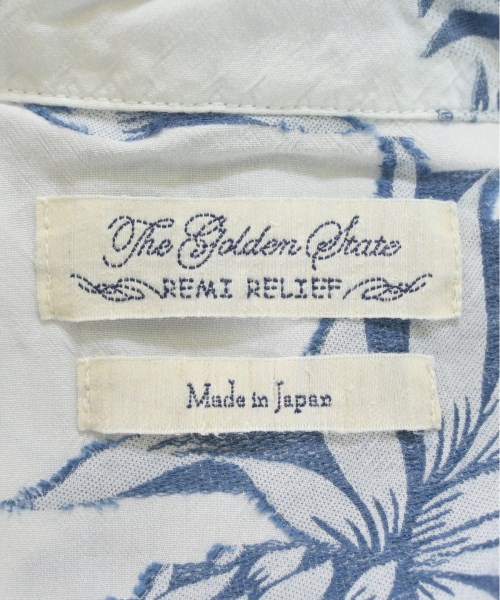 The Golden State
REMI RELIEF
Made in Japan